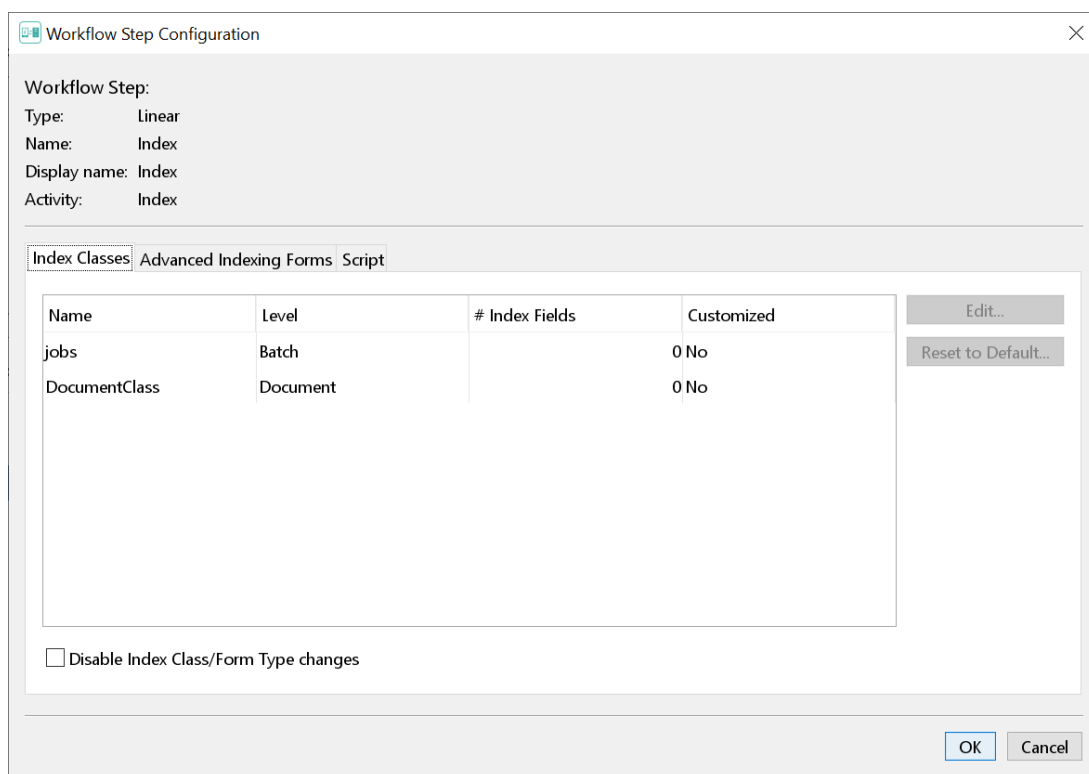 Workflow Step Configuration
Workflow Step:
Type: Linear
Name: Index
Display name: Index
Activity: Index
Index Classes Advanced Indexing Forms Script
Name Level # Index Fields Customized Edit...
jobs Batch 0 No Reset to Default...
DocumentClass Document 0 No
Disable Index Class/Form Type changes
OK Cancel